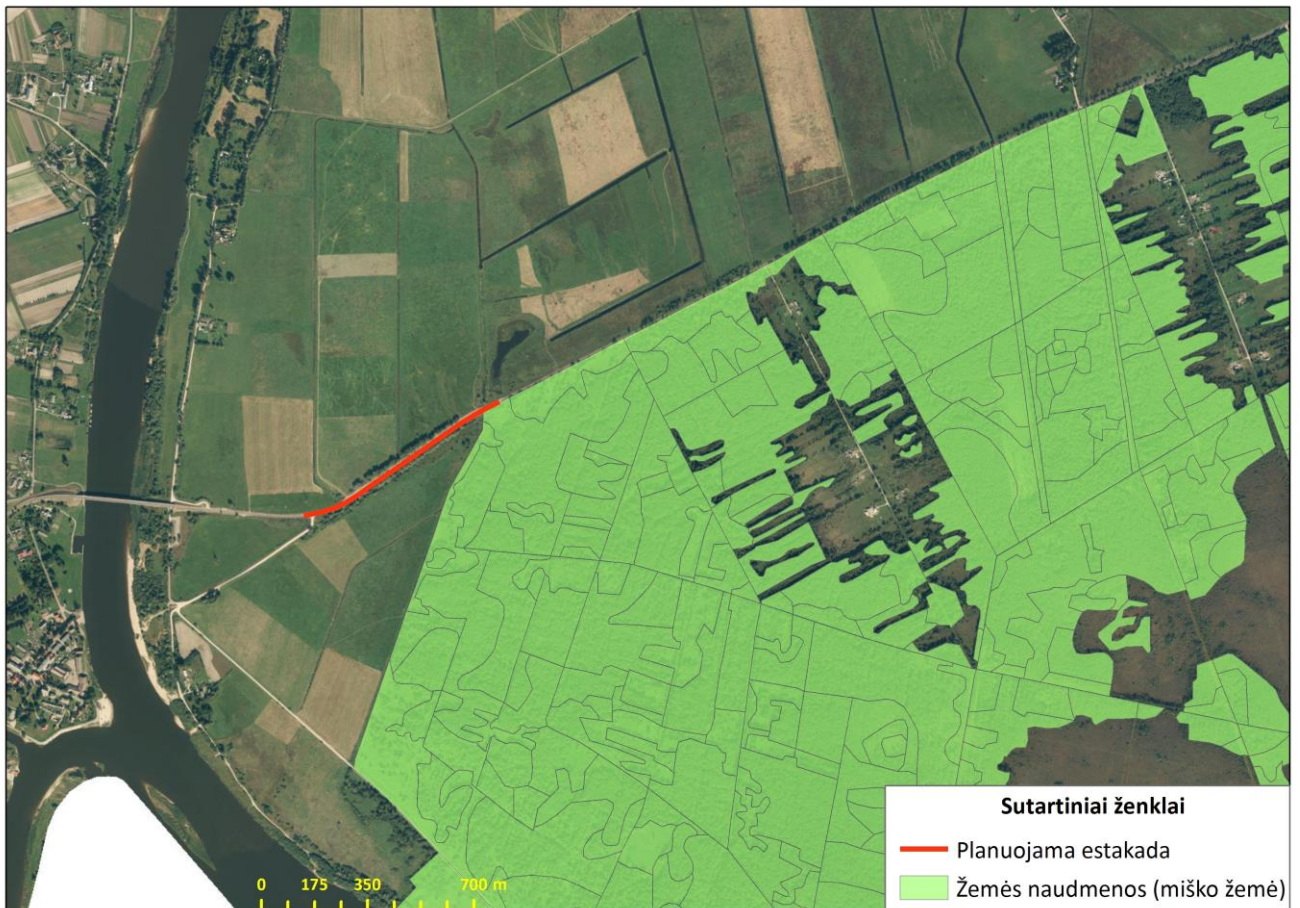 0 175 350 700 m
Sutartiniai ženklai
Planuojama estakada
Žemės naudmenos (miško žemė)